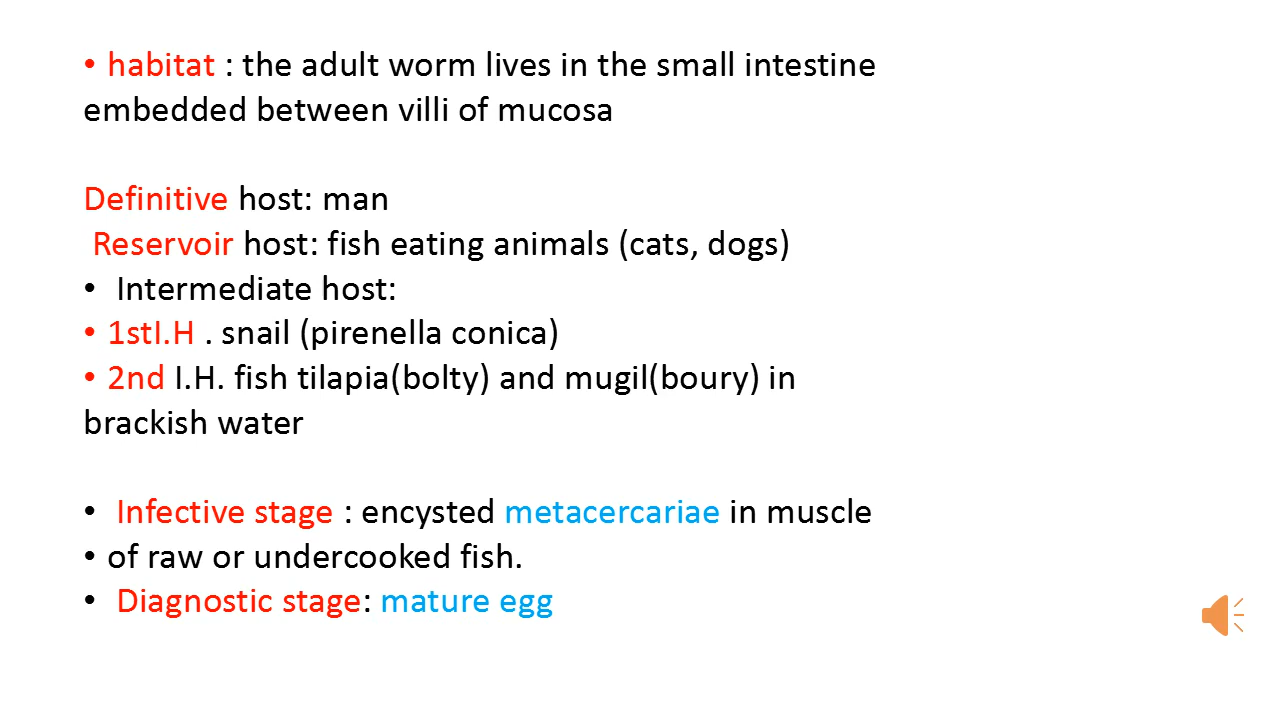 • habitat : the adult worm lives in the small intestine
embedded between villi of mucosa
Definitive host: man
Reservoir host: fish eating animals (cats, dogs)
• Intermediate host:
• 1stI.H . snail (pirenella conica)
• 2nd I.H. fish tilapia(bolty) and mugil(boury) in
brackish water
• Infective stage : encysted metacercariae in muscle
• of raw or undercooked fish.
• Diagnostic stage: mature egg